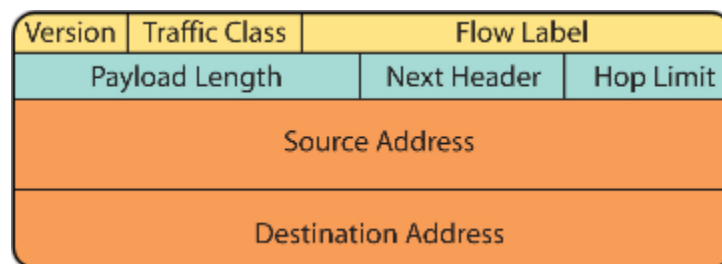 Version Traffic Class Flow Label
Payload Length Next Header Hop Limit
Source Address
Destination Address